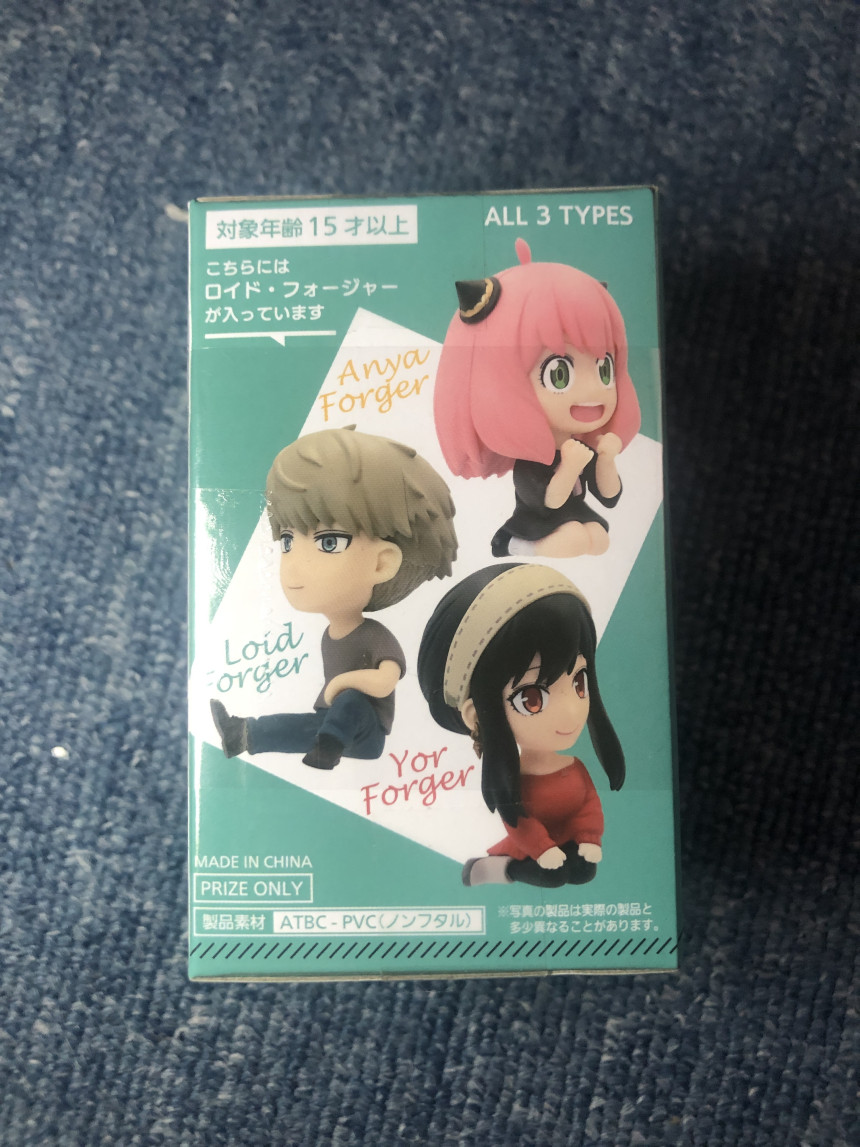 対象年齢15才以上
ALL 3 TYPES
こちらには
ロイド・フォージャー
が入っています
Anya
Forger
Loid
Forger
Yor
Forger
MADE IN CHINA
PRIZE ONLY
製品素材 ATBC-PVC(ノンフタル)
※写真の製品は実際の製品と
多少異なることがあります。